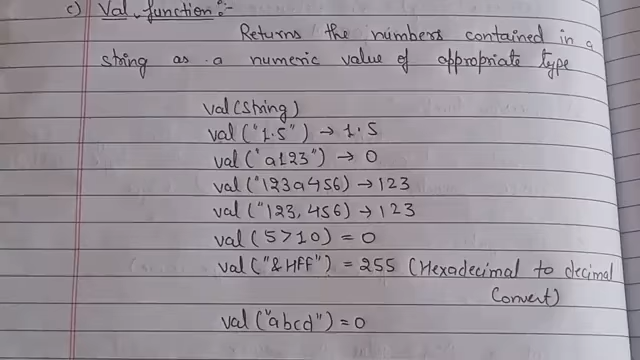 c) Val function :-
Returns the numbers contained in a
string as a numeric value of appropriate type
Val(String)
val("1.5") → 1.5
val("a123") → 0
val("123a456) → 123
val("123,456) → 123
val(5>10) = 0
val("&Hff") = 255 (Hexadecimal to decimal
Convert)
val("abcd") = 0